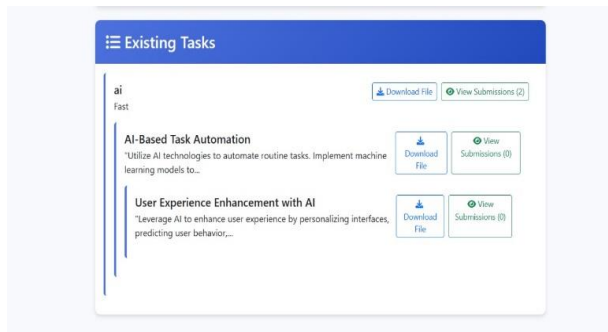 Existing Tasks
ai
Download File
View Submissions (2)
Fast
AI-Based Task Automation
"Utilize AI technologies to automate routine tasks. Implement machine
learning models to...
Download
File
View
Submissions (0)
User Experience Enhancement with AI
"Leverage AI to enhance user experience by personalizing interfaces,
predicting user behavior,...
Download
File
View
Submissions (0)